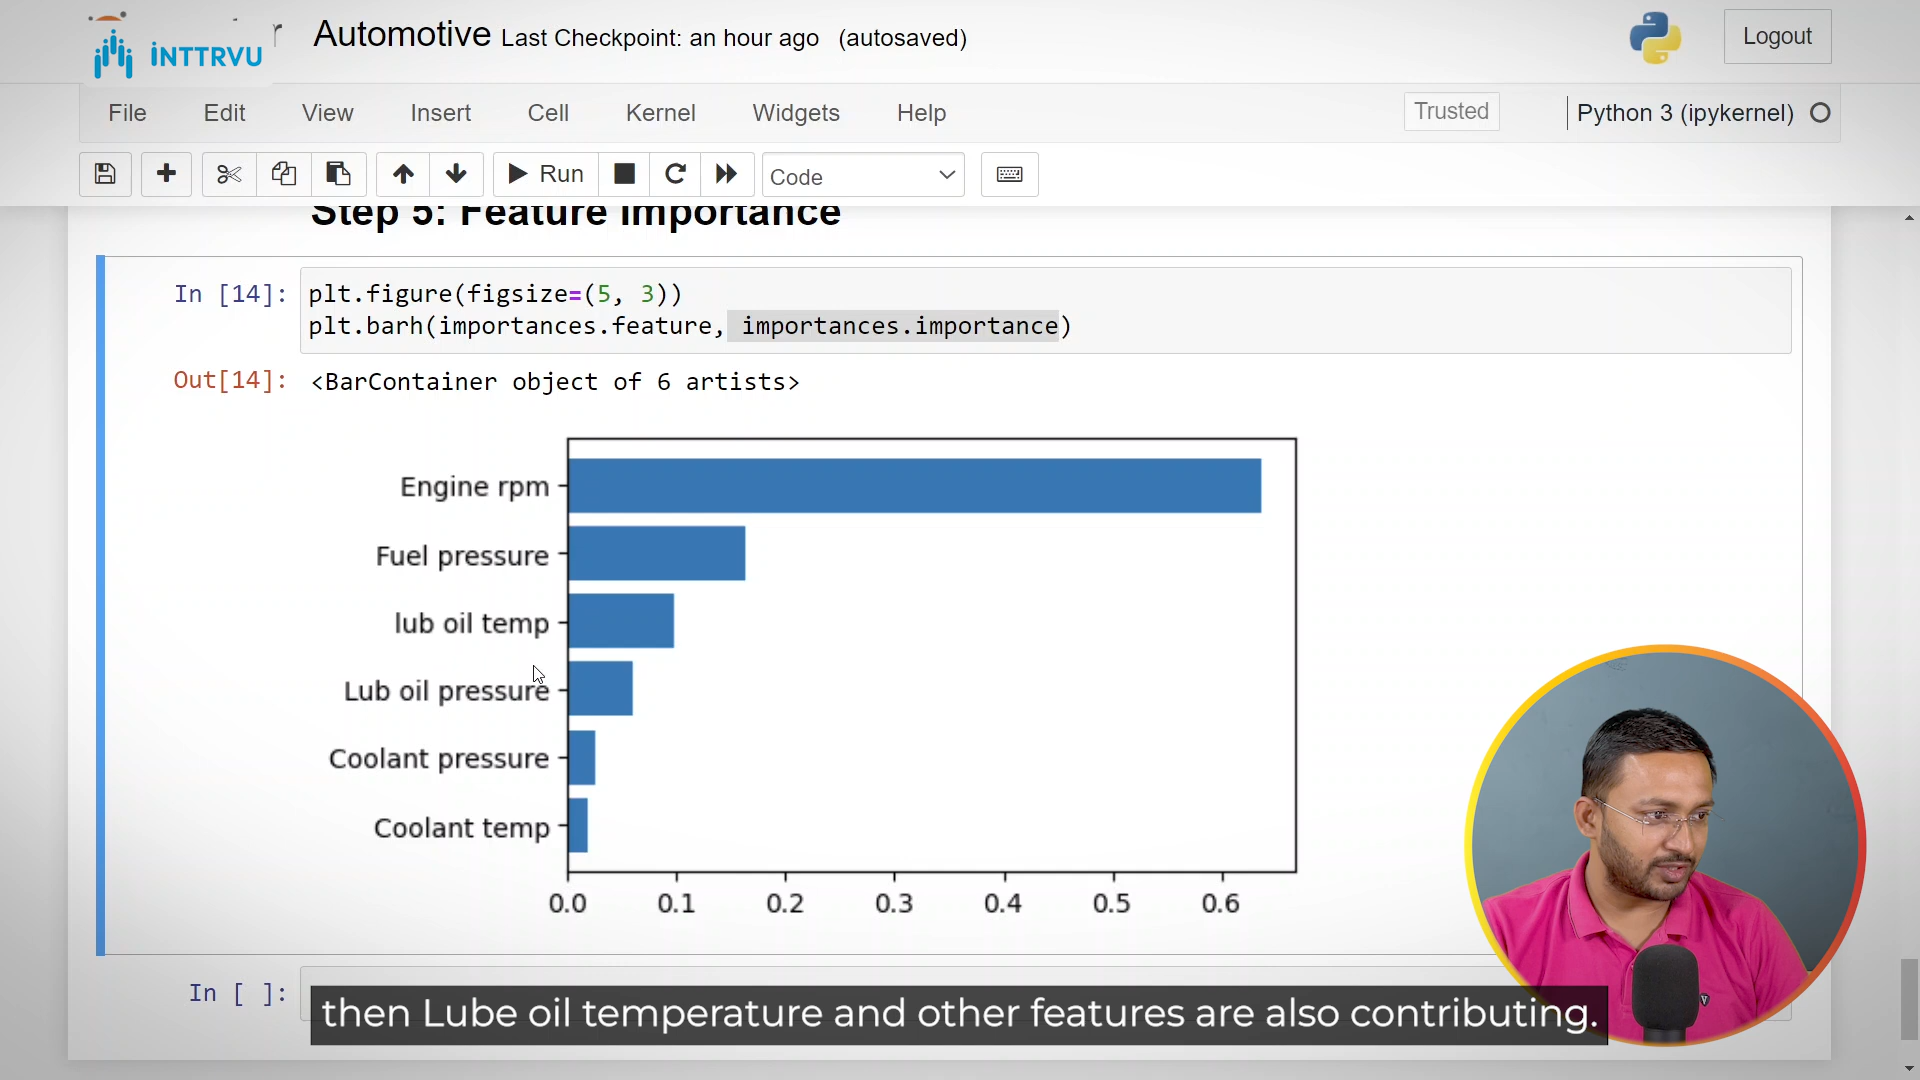 INTTRVU
Automotive Last Checkpoint: an hour ago (autosaved)
Logout
File Edit View Insert Cell Kernel Widgets Help
Trusted
Python 3 (ipykernel)
Run
Code
Step 5: Feature importance
In [14]: plt.figure(figsize=(5, 3))
plt.barh(importances.feature, importances.importance)
Out[14]: <BarContainer object of 6 artists>
Engine rpm
Fuel pressure
lub oil temp
Lub oil pressure
Coolant pressure
Coolant temp
0.0 0.1 0.2 0.3 0.4 0.5 0.6
In [ ]:
then Lube oil temperature and other features are also contributing.